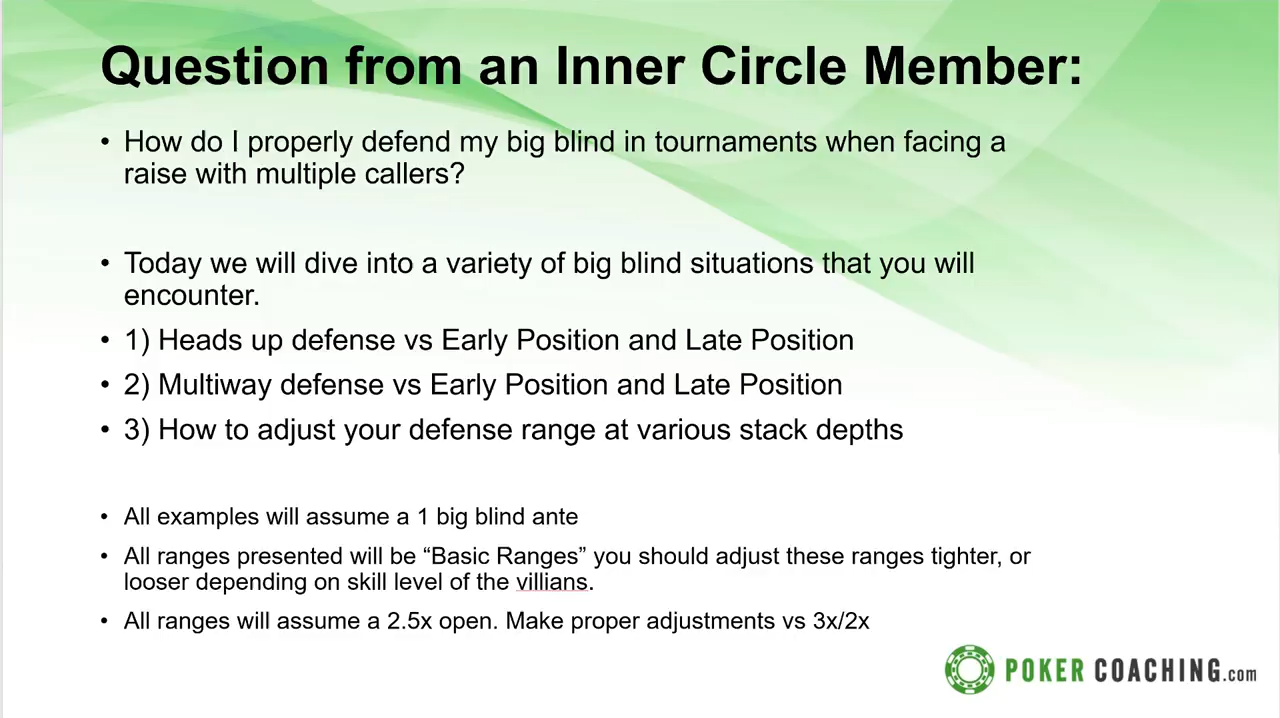 Question from an Inner Circle Member:
• How do I properly defend my big blind in tournaments when facing a
raise with multiple callers?
• Today we will dive into a variety of big blind situations that you will
encounter.
• 1) Heads up defense vs Early Position and Late Position
• 2) Multiway defense vs Early Position and Late Position
• 3) How to adjust your defense range at various stack depths
• All examples will assume a 1 big blind ante
• All ranges presented will be “Basic Ranges” you should adjust these ranges tighter, or
looser depending on skill level of the villians.
• All ranges will assume a 2.5x open. Make proper adjustments vs 3x/2x
POKER COACHING.com